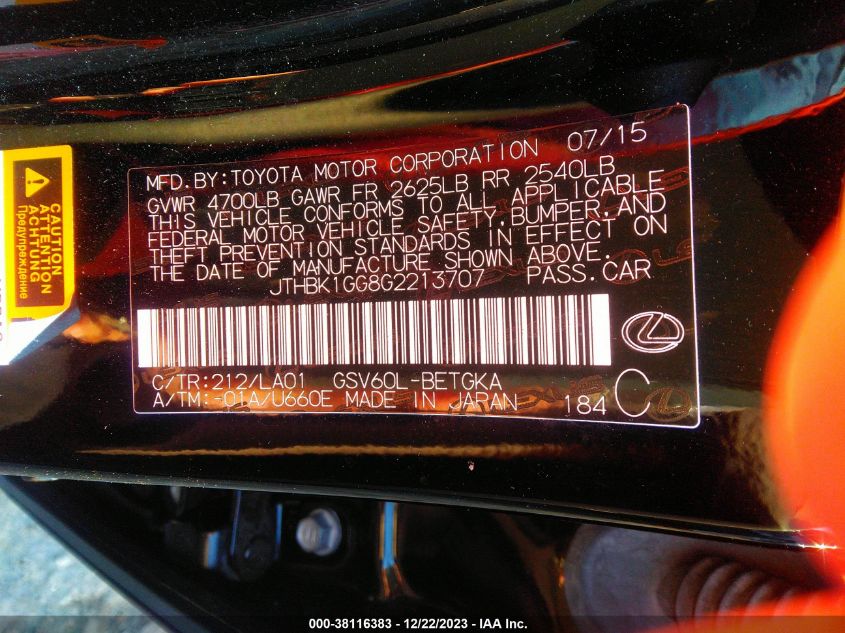 MFD.BY:TOYOTA MOTOR CORPORATION 07/15
GVWR 4700LB GAWR FR 2625LB RR 2540LB
THIS VEHICLE CONFORMS TO ALL APPLICABLE
FEDERAL MOTOR VEHICLE SAFETY,BUMPER,AND
THEFT PREVENTION STANDARDS IN EFFECT ON
THE DATE OF MANUFACTURE SHOWN ABOVE.
JTHBK1GG8G2213707 PASS.CAR
C/TR:212/LA01 GSV60L-BETGKA
A/TM:-01A/U660E MADE IN JAPAN 184 C
CAUTION
ATTENTION
ACHTUNG
Предупреждение
000-38116383 - 12/22/2023 - IAA Inc.